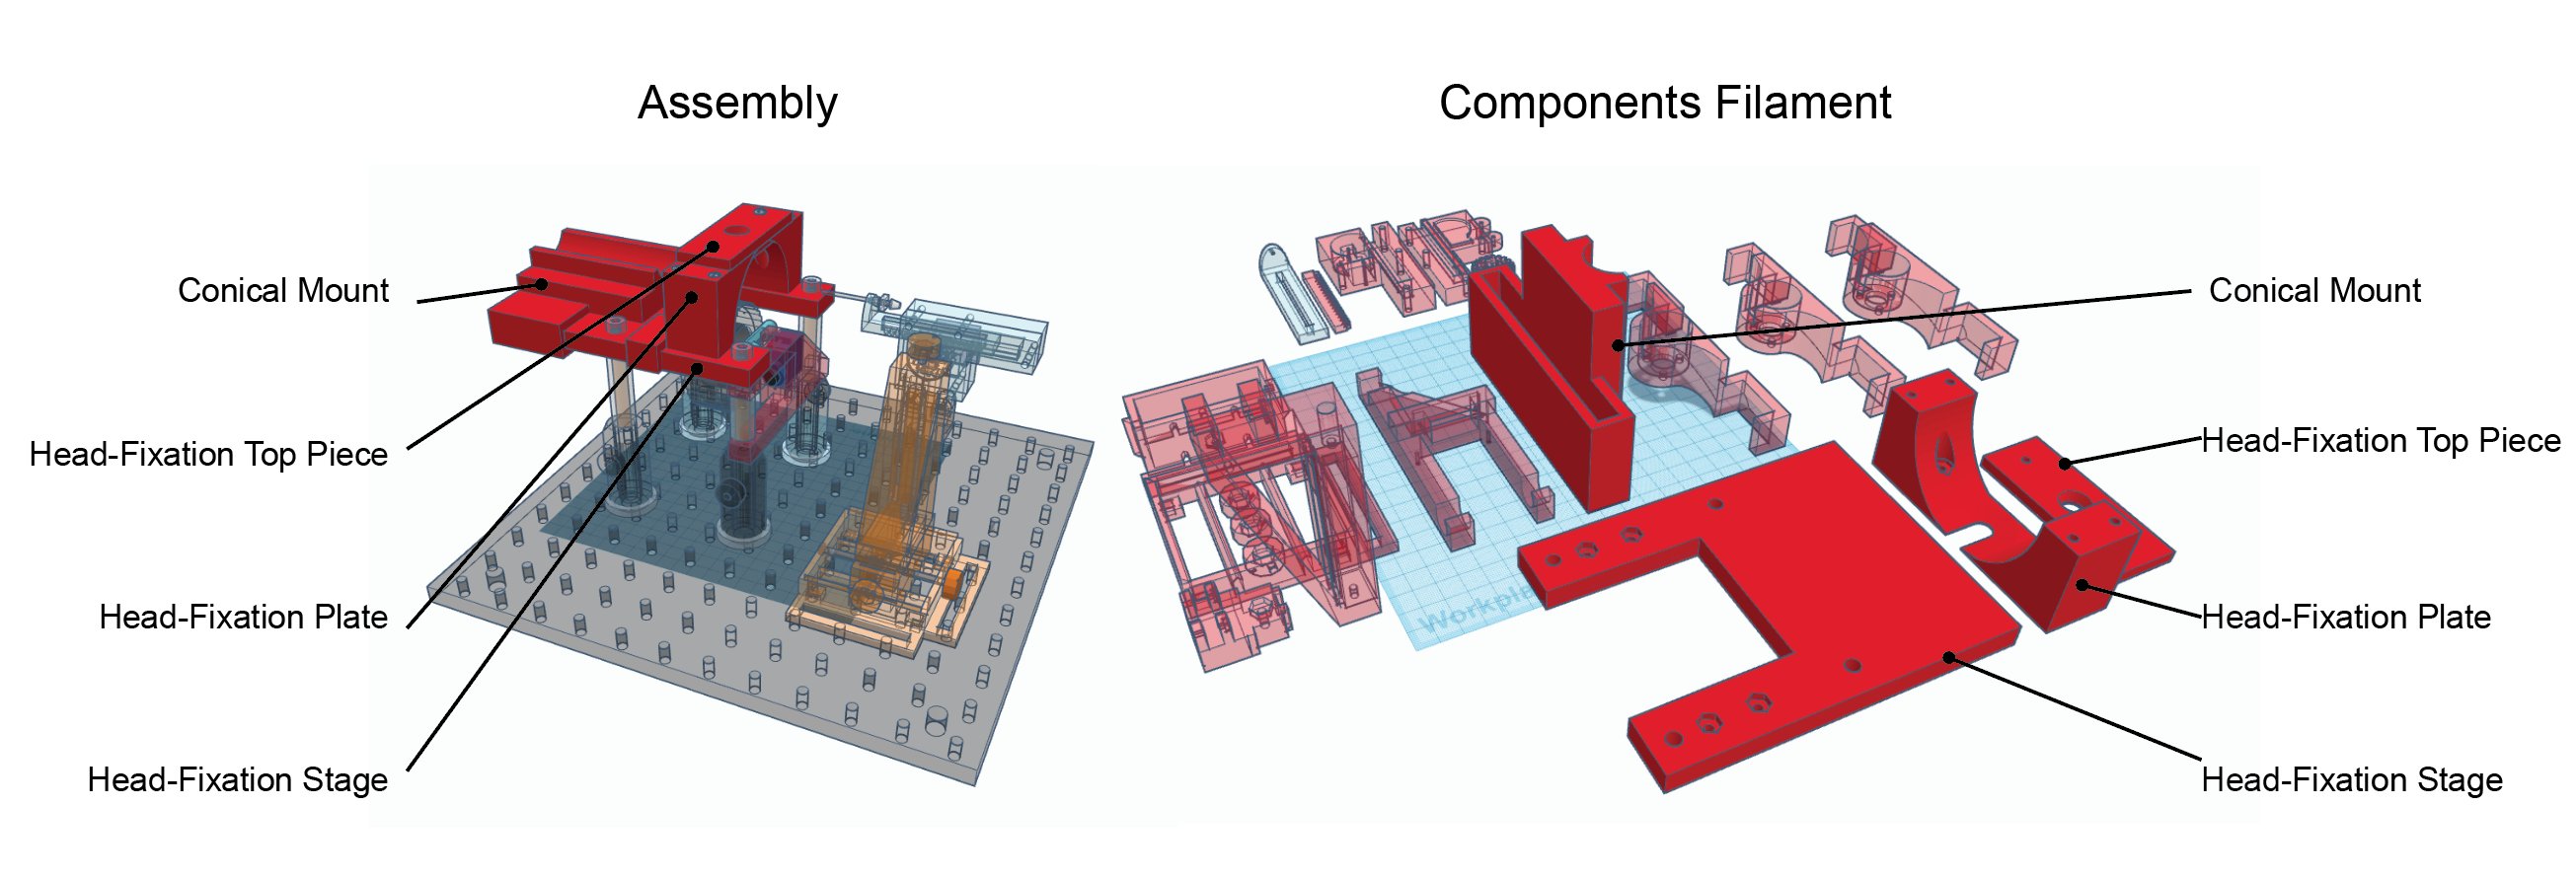 Assembly
Components Filament
Conical Mount
Head-Fixation Top Piece
Head-Fixation Plate
Head-Fixation Stage
Conical Mount
Head-Fixation Top Piece
Head-Fixation Plate
Head-Fixation Stage